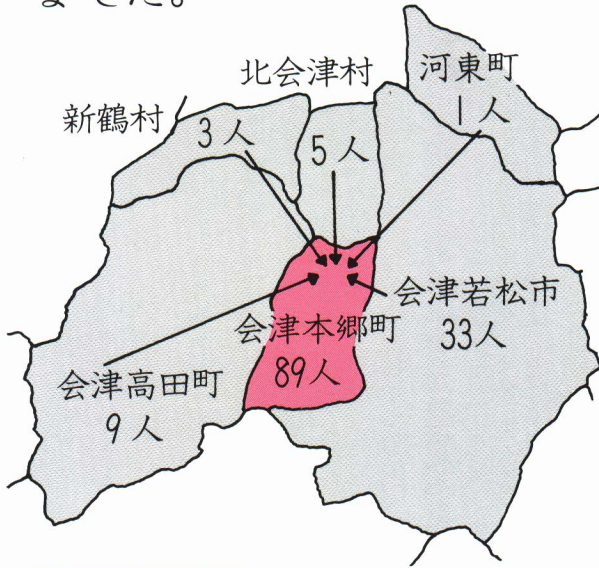 ました。
北会津村
河東町
1人
新鶴村
3人
5人
会津若松市
33人
会津本郷町
89人
会津高田町
9人